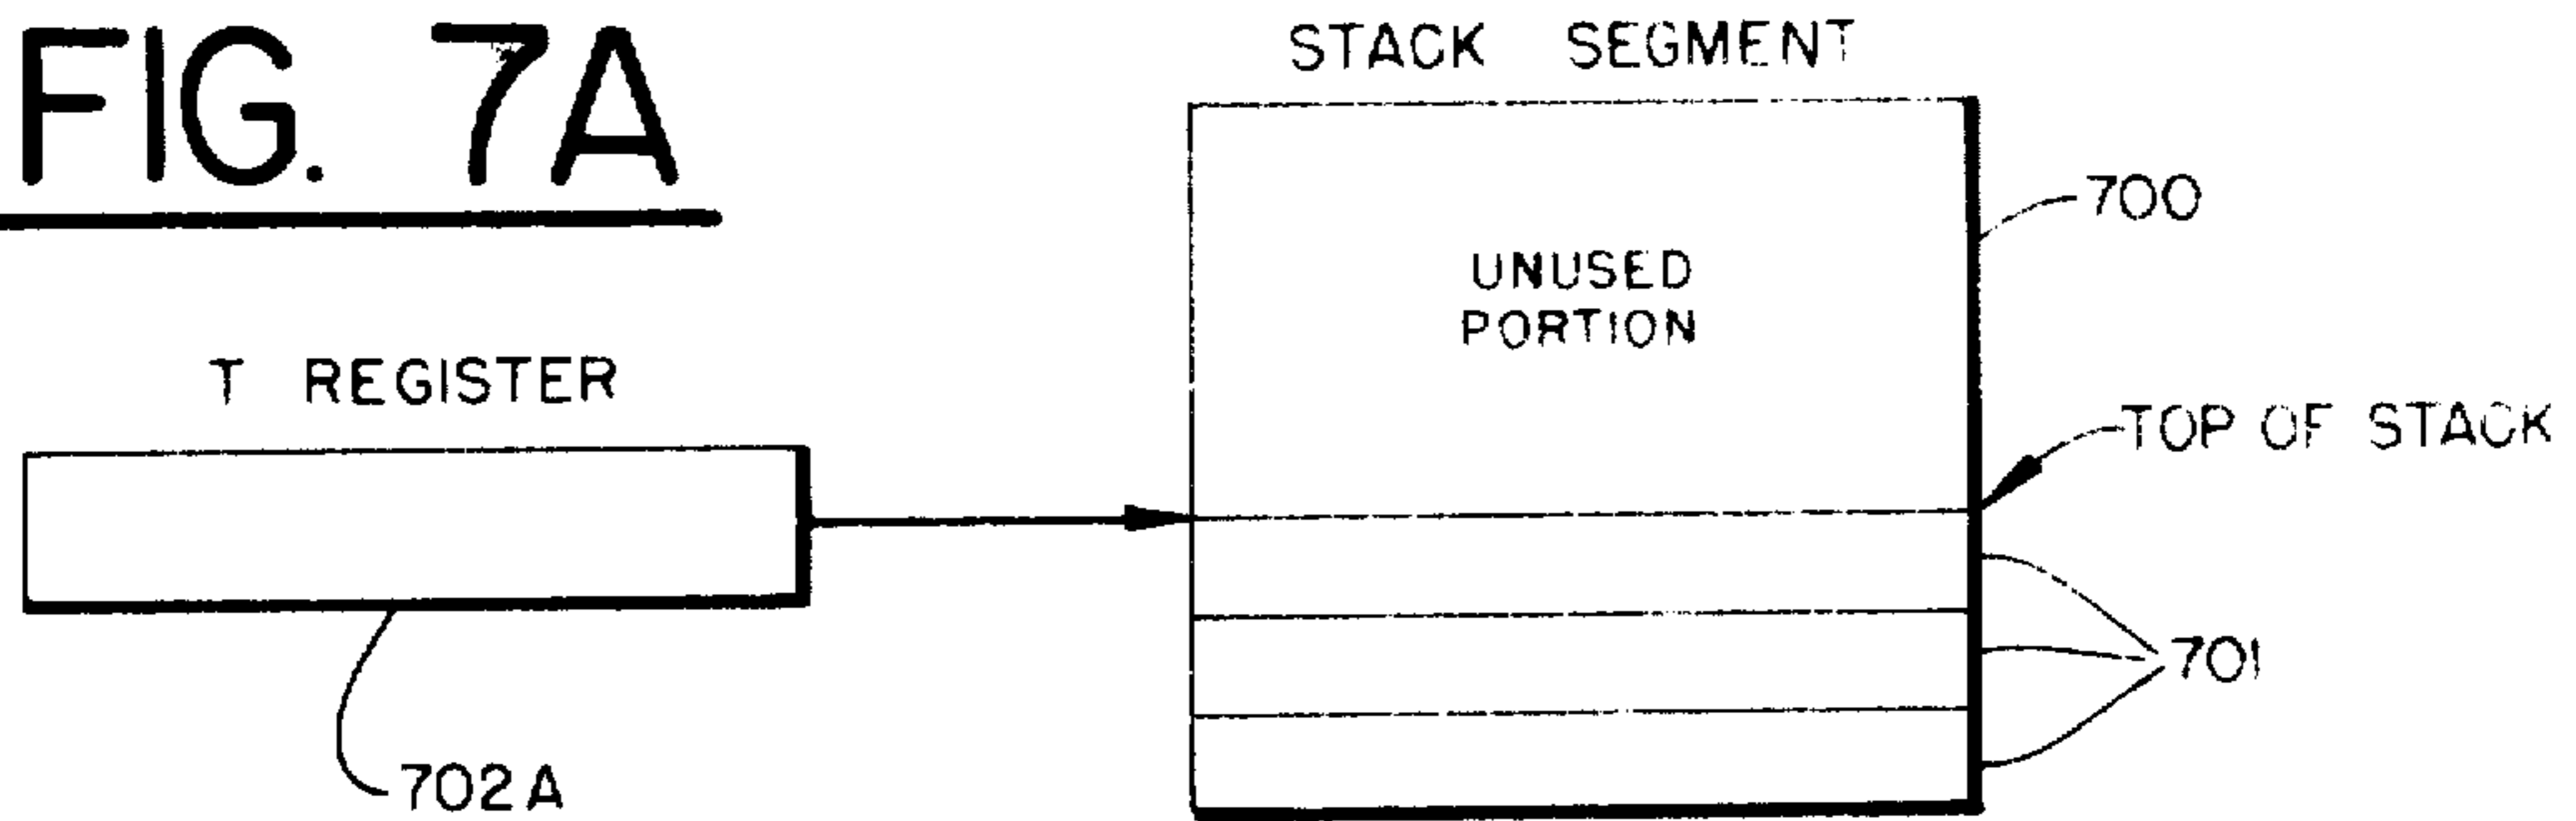 FIG. 7A
STACK SEGMENT
700
UNUSED
PORTION
T REGISTER
TOP OF STACK
701
702A